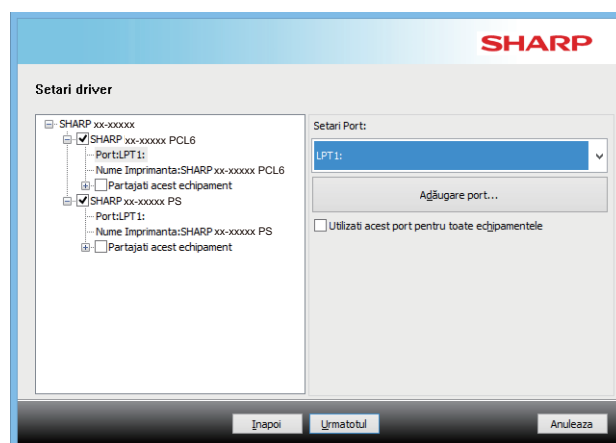 SHARP
Setari driver
SHARP xx-xxxxx
SHARP xx-xxxxx PCL6
Port:LPT1:
Nume Imprimanta:SHARP xx-xxxxx PCL6
Partajati acest echipament
SHARP xx-xxxxx PS
Port:LPT1:
Nume Imprimanta:SHARP xx-xxxxx PS
Partajati acest echipament
Setari Port:
LPT1:
Adăugare port...
Utilizati acest port pentru toate echipamentele
Inapoi
Urmatotul
Anuleaza